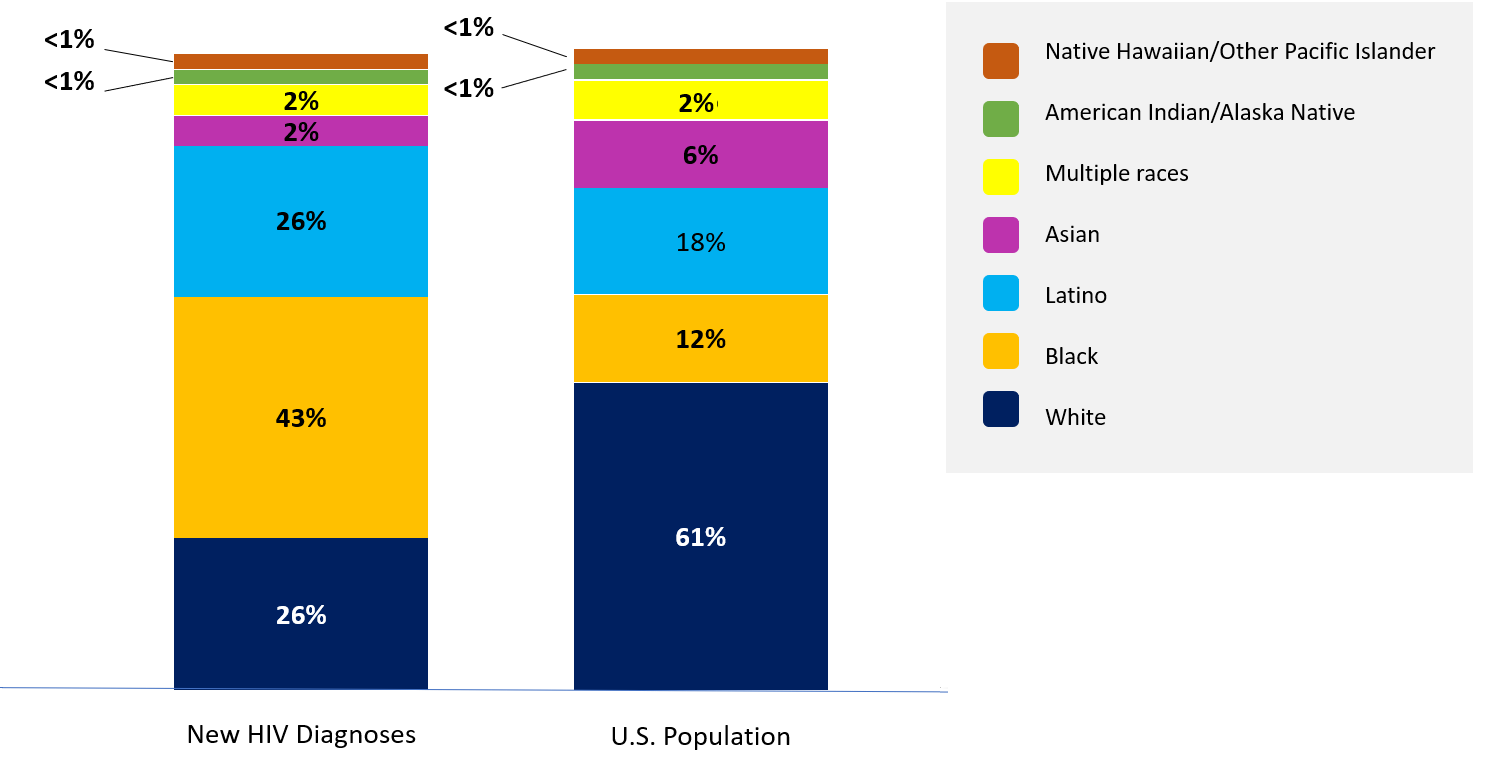 <1%
<1%
2%
2%
26%
43%
26%
New HIV Diagnoses
<1%
<1%
2%
6%
18%
12%
61%
U.S. Population
Native Hawaiian/Other Pacific Islander
American Indian/Alaska Native
Multiple races
Asian
Latino
Black
White